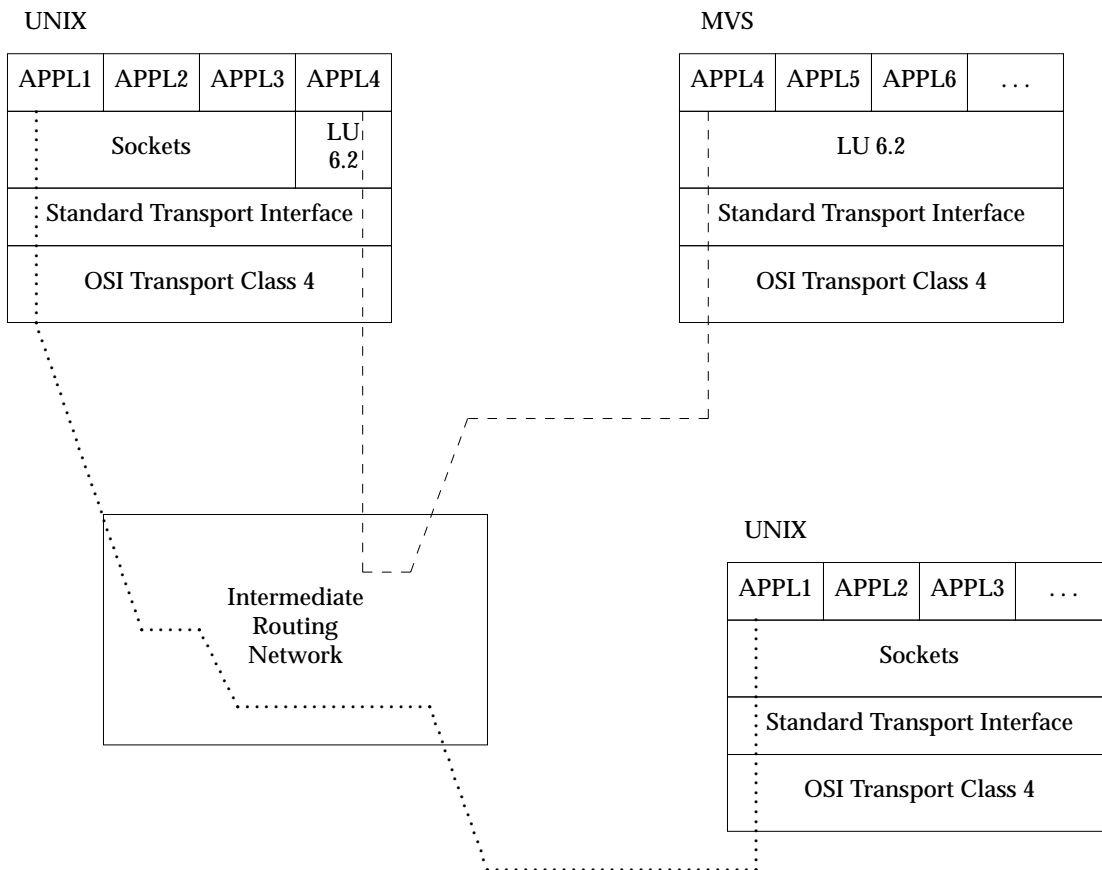 UNIX
APPL1 APPL2 APPL3 APPL4
Sockets
LU
6.2
Standard Transport Interface
OSI Transport Class 4
MVS
APPL4 APPL5 APPL6 . . .
LU 6.2
Standard Transport Interface
OSI Transport Class 4
Intermediate
Routing
Network
UNIX
APPL1 APPL2 APPL3 . . .
Sockets
Standard Transport Interface
OSI Transport Class 4